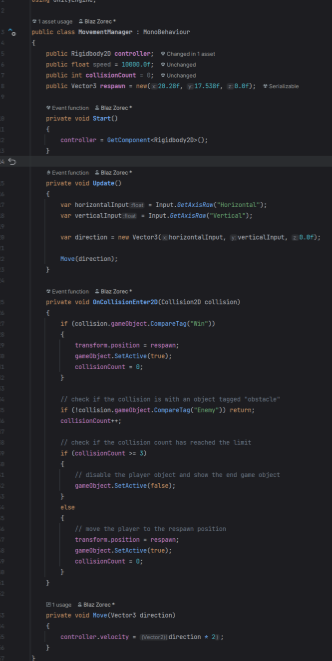 using UnityEngine;
1 asset usage Blaz Zorec *
public class MovementManager : MonoBehaviour
{
public Rigidbody2D controller; Changed in 1 asset
public float speed = 10000.0f; Unchanged
public int collisionCount = 0; Unchanged
public Vector3 respawn = new(20.28f, 17.538f, 0.0f); Serializable
Event function Blaz Zorec *
private void Start()
{
controller = GetComponent<Rigidbody2D>();
}
Event function Blaz Zorec *
private void Update()
{
var horizontalInput:float = Input.GetAxisRaw("Horizontal");
var verticalInput:float = Input.GetAxisRaw("Vertical");
var direction = new Vector3(x:horizontalInput, y:verticalInput, z:0.0f);
Move(direction);
}
Event function Blaz Zorec *
private void OnCollisionEnter2D(Collision2D collision)
{
if (collision.gameObject.CompareTag("Win"))
{
transform.position = respawn;
gameObject.SetActive(true);
collisionCount = 0;
}
// check if the collision is with an object tagged "obstacle"
if (!collision.gameObject.CompareTag("Enemy")) return;
collisionCount++;
// check if the collision count has reached the limit
if (collisionCount >= 3)
{
// disable the player object and show the end game object
gameObject.SetActive(false);
}
else
{
// move the player to the respawn position
transform.position = respawn;
gameObject.SetActive(true);
collisionCount = 0;
}
}
1 usage Blaz Zorec *
private void Move(Vector3 direction)
{
controller.velocity = (Vector2)(direction * 2);
}
}